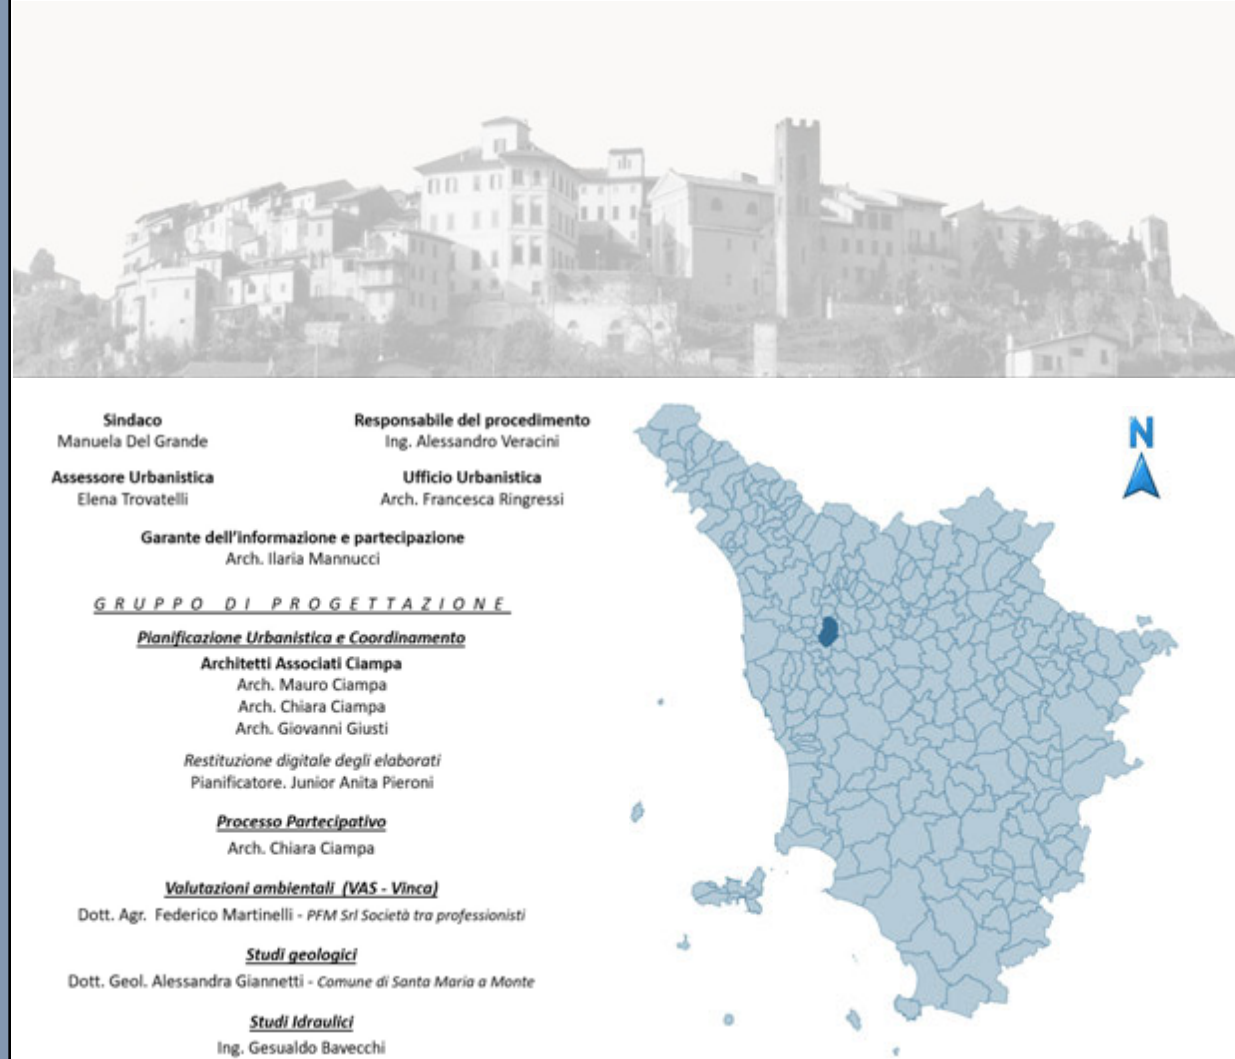 Sindaco
Manuela Del Grande
Responsabile del procedimento
Ing. Alessandro Veracini
Assessore Urbanistica
Elena Trovatelli
Ufficio Urbanistica
Arch. Francesca Ringressi
Garante dell'informazione e partecipazione
Arch. Ilaria Mannucci
GRUPPO DI PROGETTAZIONE
Pianificazione Urbanistica e Coordinamento
Architetti Associati Ciampa
Arch. Mauro Ciampa
Arch. Chiara Ciampa
Arch. Giovanni Giusti
Restituzione digitale degli elaborati
Pianificatore. Junior Anita Pieroni
Processo Partecipativo
Arch. Chiara Ciampa
Valutazioni ambientali (VAS - Vinca)
Dott. Agr. Federico Martinelli - PFM Srl Società tra professionisti
Studi geologici
Dott. Geol. Alessandra Giannetti - Comune di Santa Maria a Monte
Studi Idraulici
Ing. Gesualdo Bavecchi
N